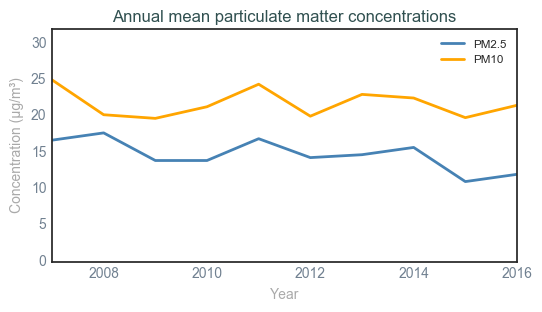 Annual mean particulate matter concentrations
PM2.5
PM10
Concentration (µg/m³)
30
25
20
15
10
5
0
2008
2010
2012
2014
2016
Year